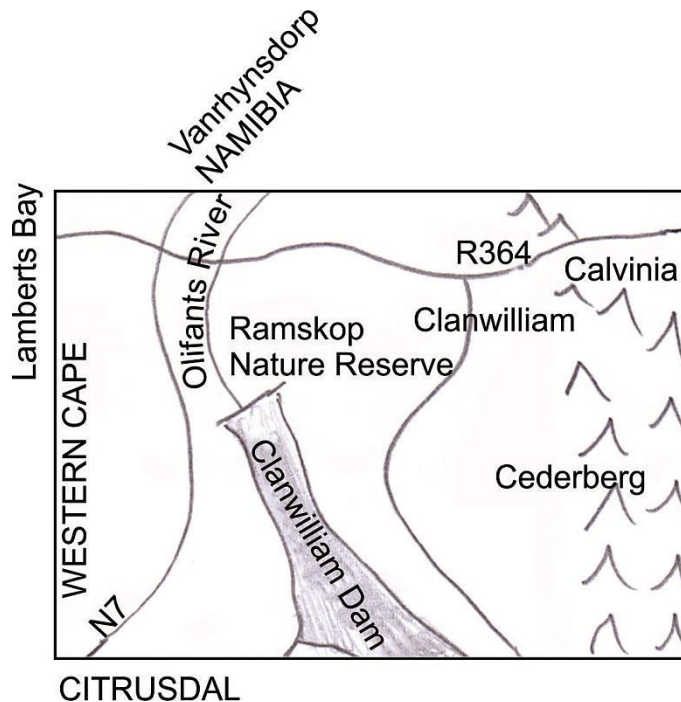 Vanrhynsdorp
NAMIBIA
Lamberts Bay
Olifants River
R364
Calvinia
Ramskop
Nature Reserve
Clanwilliam
WESTERN CAPE
Clanwilliam Dam
Cederberg
N7
CITRUSDAL